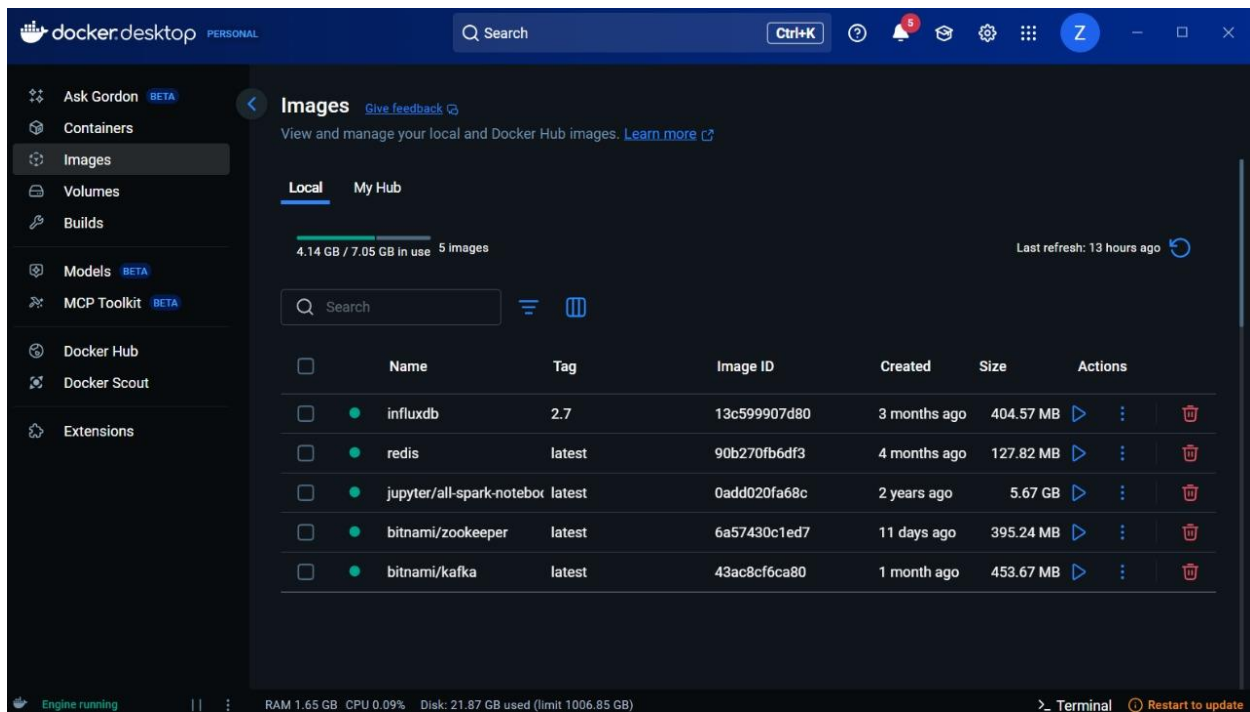 docker.desktop PERSONAL
Search
Ctrl+K
5
Z
Ask Gordon BETA
Containers
Images
Volumes
Builds
Models BETA
MCP Toolkit BETA
Docker Hub
Docker Scout
Extensions
Images Give feedback
View and manage your local and Docker Hub images. Learn more
Local My Hub
4.14 GB / 7.05 GB in use 5 images
Last refresh: 13 hours ago
Search
Name Tag Image ID Created Size Actions
influxdb 2.7 13c599907d80 3 months ago 404.57 MB
redis latest 90b270fb6df3 4 months ago 127.82 MB
jupyter/all-spark-noteboo latest 0add020fa68c 2 years ago 5.67 GB
bitnami/zookeeper latest 6a57430c1ed7 11 days ago 395.24 MB
bitnami/kafka latest 43ac8cf6ca80 1 month ago 453.67 MB
Engine running RAM 1.65 GB CPU 0.09% Disk: 21.87 GB used (limit 1006.85 GB) >_ Terminal Restart to update